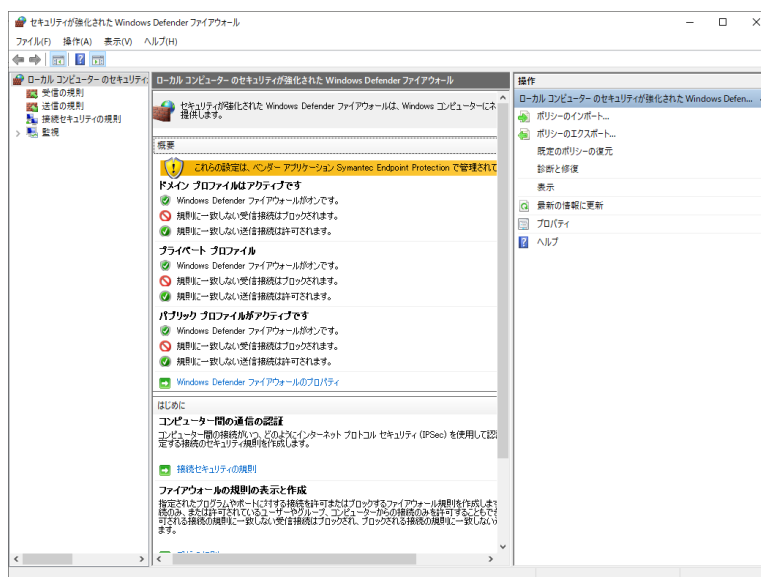 セキュリティが強化された Windows Defender ファイアウォール
ファイル(F) 操作(A) 表示(V) ヘルプ(H)
ローカル コンピューター のセキュリティ
受信の規則
送信の規則
接続セキュリティの規則
監視
ローカル コンピューター のセキュリティが強化された Windows Defender ファイアウォール
セキュリティが強化された Windows Defender ファイアウォールは、Windows コンピューターにネ
提供します。
概要
これらの設定は、ベンダー アプリケーション Symantec Endpoint Protection で管理されて
ドメイン プロファイルはアクティブです
Windows Defender ファイアウォールがオンです。
規則に一致しない受信接続はブロックされます。
規則に一致しない送信接続は許可されます。
プライベート プロファイル
Windows Defender ファイアウォールがオンです。
規則に一致しない受信接続はブロックされます。
規則に一致しない送信接続は許可されます。
パブリック プロファイルがアクティブです
Windows Defender ファイアウォールがオンです。
規則に一致しない受信接続はブロックされます。
規則に一致しない送信接続は許可されます。
Windows Defender ファイアウォールのプロパティ
はじめに
コンピューター間の通信の認証
コンピューター間の接続がいつ、どのようにインターネット プロトコル セキュリティ (IPSec) を使用して認
定する接続のセキュリティ規則を作成します。
接続セキュリティの規則
ファイアウォールの規則の表示と作成
指定されたプログラムやポートに対する接続を許可またはブロックするファイアウォール規則を作成しま
続のみ、または許可されているユーザーやグループ、コンピューターからの接続のみを許可することもで
可される接続の規則に一致しない受信接続はブロックされ、ブロックされる接続の規則に一致しない
ます。
操作
ローカル コンピューター のセキュリティが強化された Windows Defen...
ポリシーのインポート...
ポリシーのエクスポート...
既定のポリシーの復元
診断と修復
表示
最新の情報に更新
プロパティ
ヘルプ